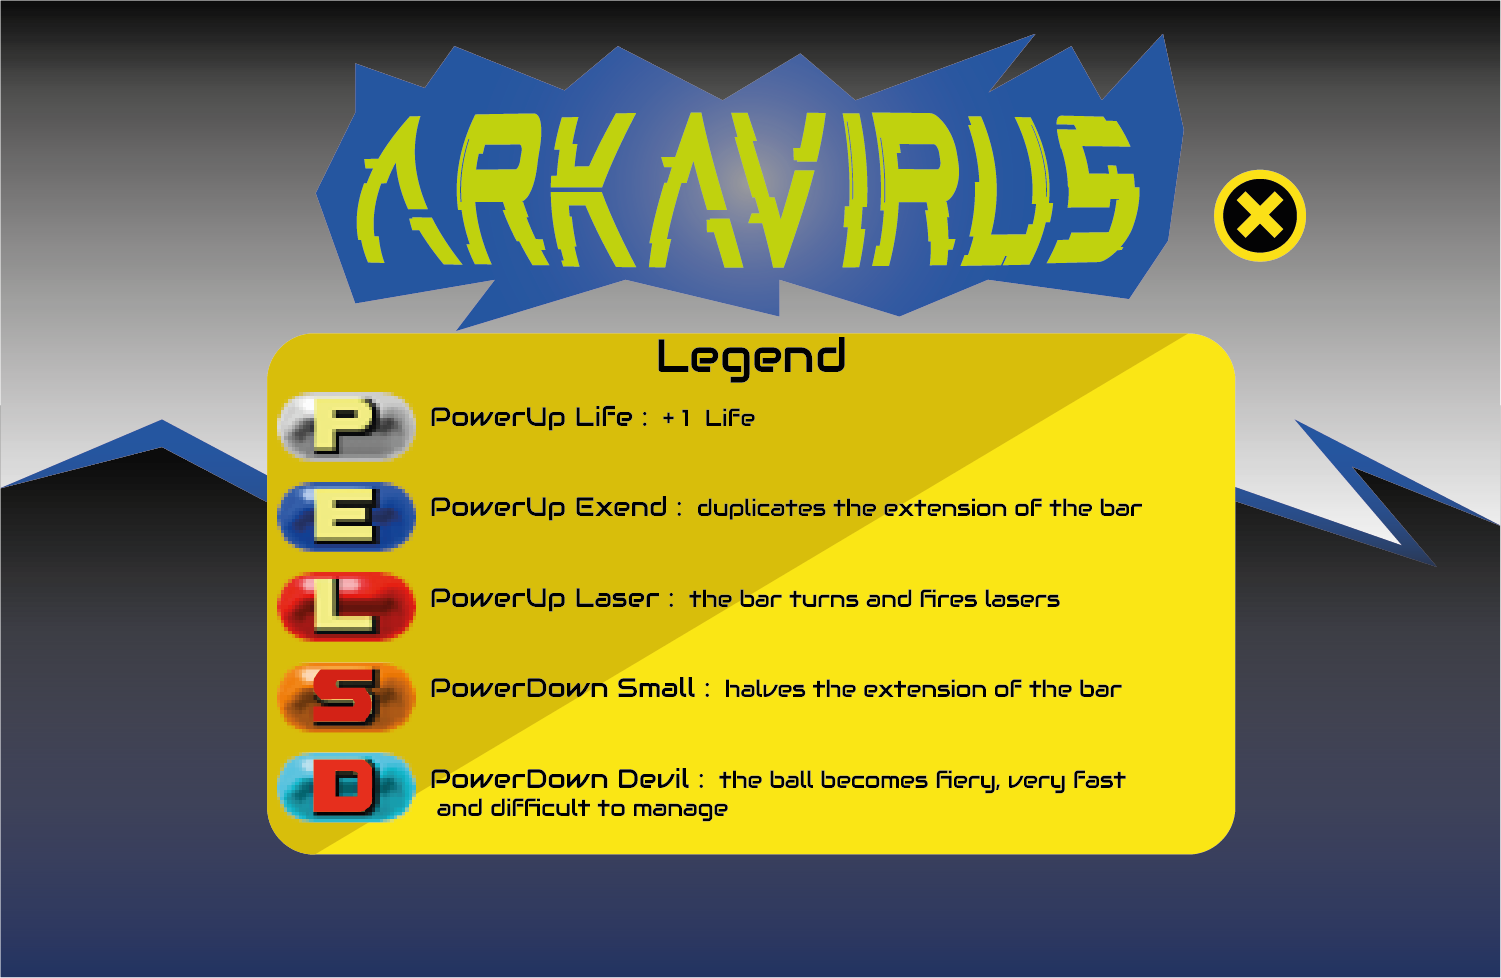 ARKAVIRUS
Legend
P PowerUp Life : +1 Life
E PowerUp Exend : duplicates the extension of the bar
L PowerUp Laser : the bar turns and fires lasers
S PowerDown Small : halves the extension of the bar
D PowerDown Devil : the ball becomes fiery, very fast
and difficult to manage